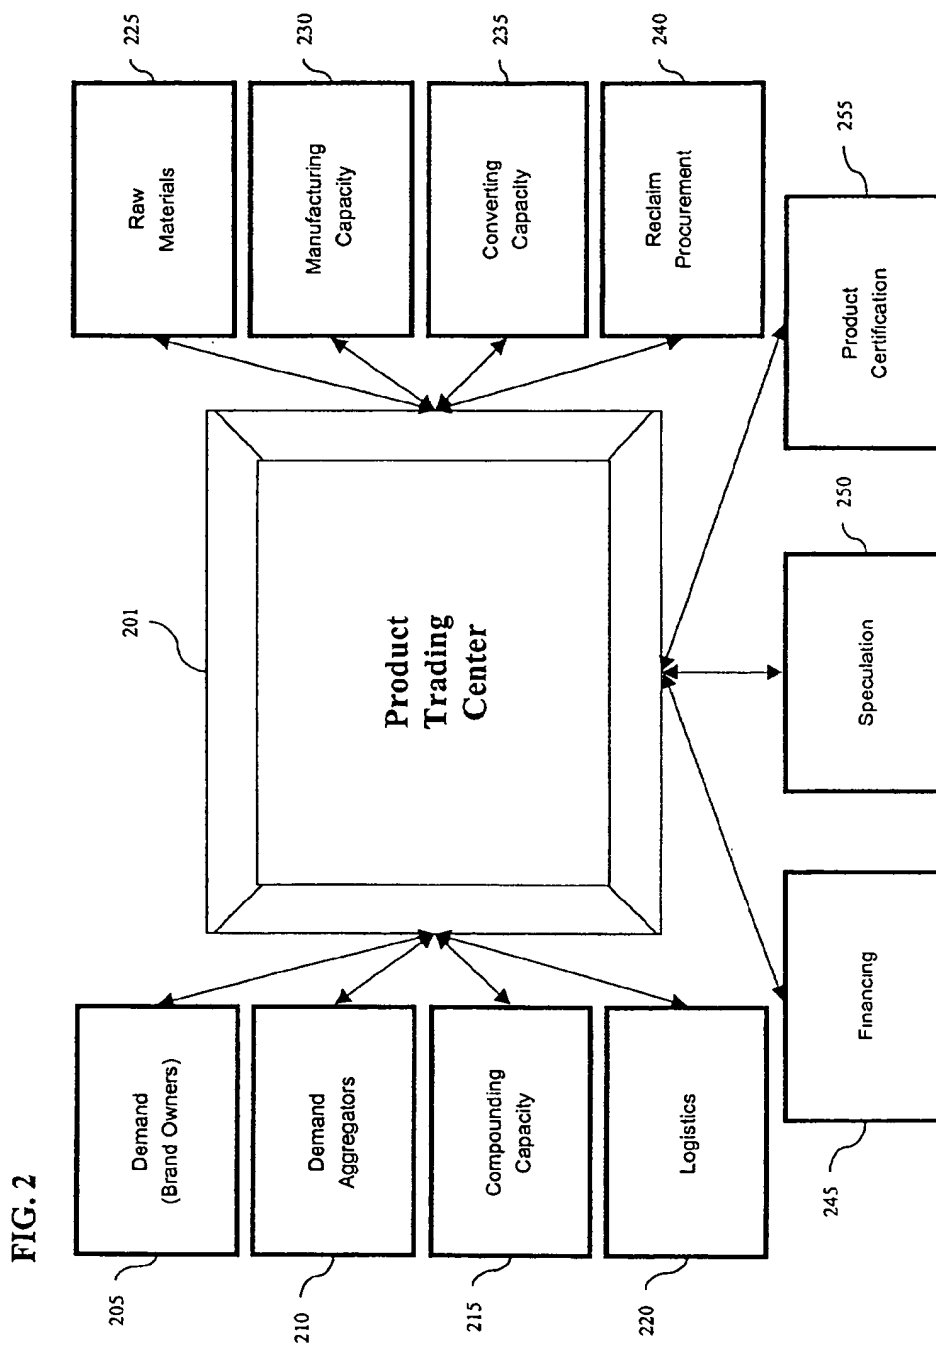 FIG. 2
205
Demand
(Brand Owners)
210
Demand
Aggregators
215
Compounding
Capacity
220
Logistics
201
Product
Trading
Center
225
Raw
Materials
230
Manufacturing
Capacity
235
Converting
Capacity
240
Reclaim
Procurement
245
Financing
250
Speculation
255
Product
Certification